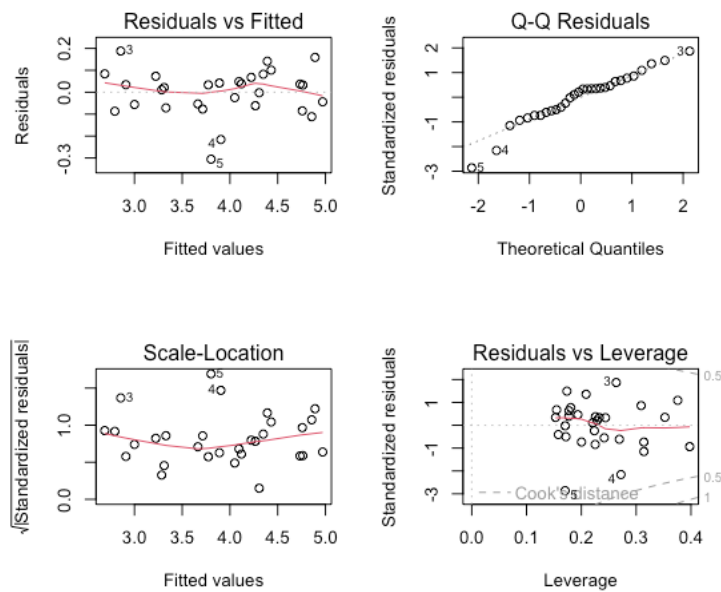 Residuals vs Fitted
Residuals
0.2
0.0
-0.3
3
4
5
3.0 3.5 4.0 4.5 5.0
Fitted values
Q-Q Residuals
Standardized residuals
2
1
-1
-3
3
4
5
-2 -1 0 1 2
Theoretical Quantiles
Scale-Location
√|Standardized residuals|
1.0
0.0
3
5
4
3.0 3.5 4.0 4.5 5.0
Fitted values
Residuals vs Leverage
Standardized residuals
1
-1
-3
3
4
5
Cook's distance
0.5
0.5
1
0.0 0.1 0.2 0.3 0.4
Leverage